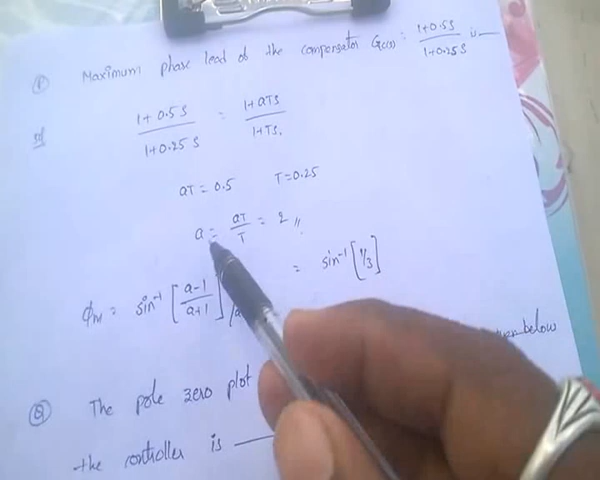 ① Maximum phase lead of the compensator G(s) = (1+0.5s)/(1+0.25s) is —
Sol
(1+0.5s)/(1+0.25s) = (1+aTs)/(1+Ts)
aT = 0.5 T = 0.25
a = aT/T = 2 //
φm = sin⁻¹[(a-1)/(a+1)] = sin⁻¹[1/3]
② The pole zero plot below
the controller is —